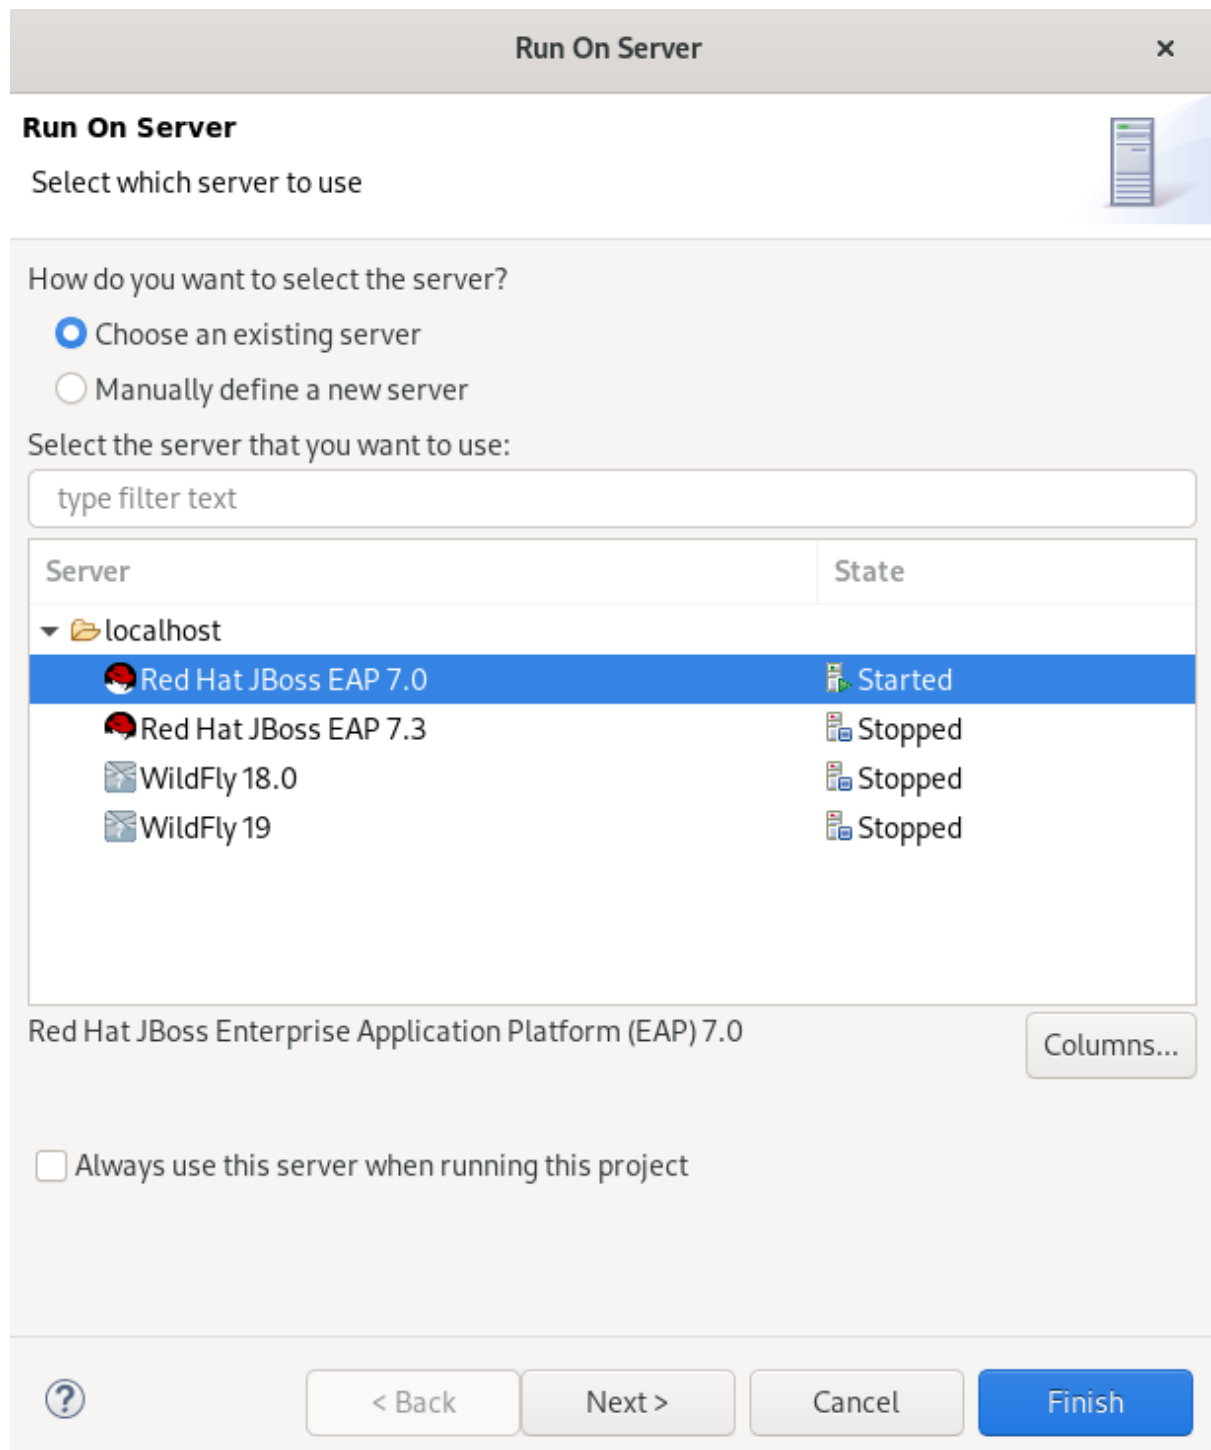 Run On Server ×
Run On Server
Select which server to use
How do you want to select the server?
Choose an existing server
Manually define a new server
Select the server that you want to use:
type filter text
Server State
localhost
Red Hat JBoss EAP 7.0 Started
Red Hat JBoss EAP 7.3 Stopped
WildFly 18.0 Stopped
WildFly 19 Stopped
Red Hat JBoss Enterprise Application Platform (EAP) 7.0
Columns...
Always use this server when running this project
? < Back Next > Cancel Finish